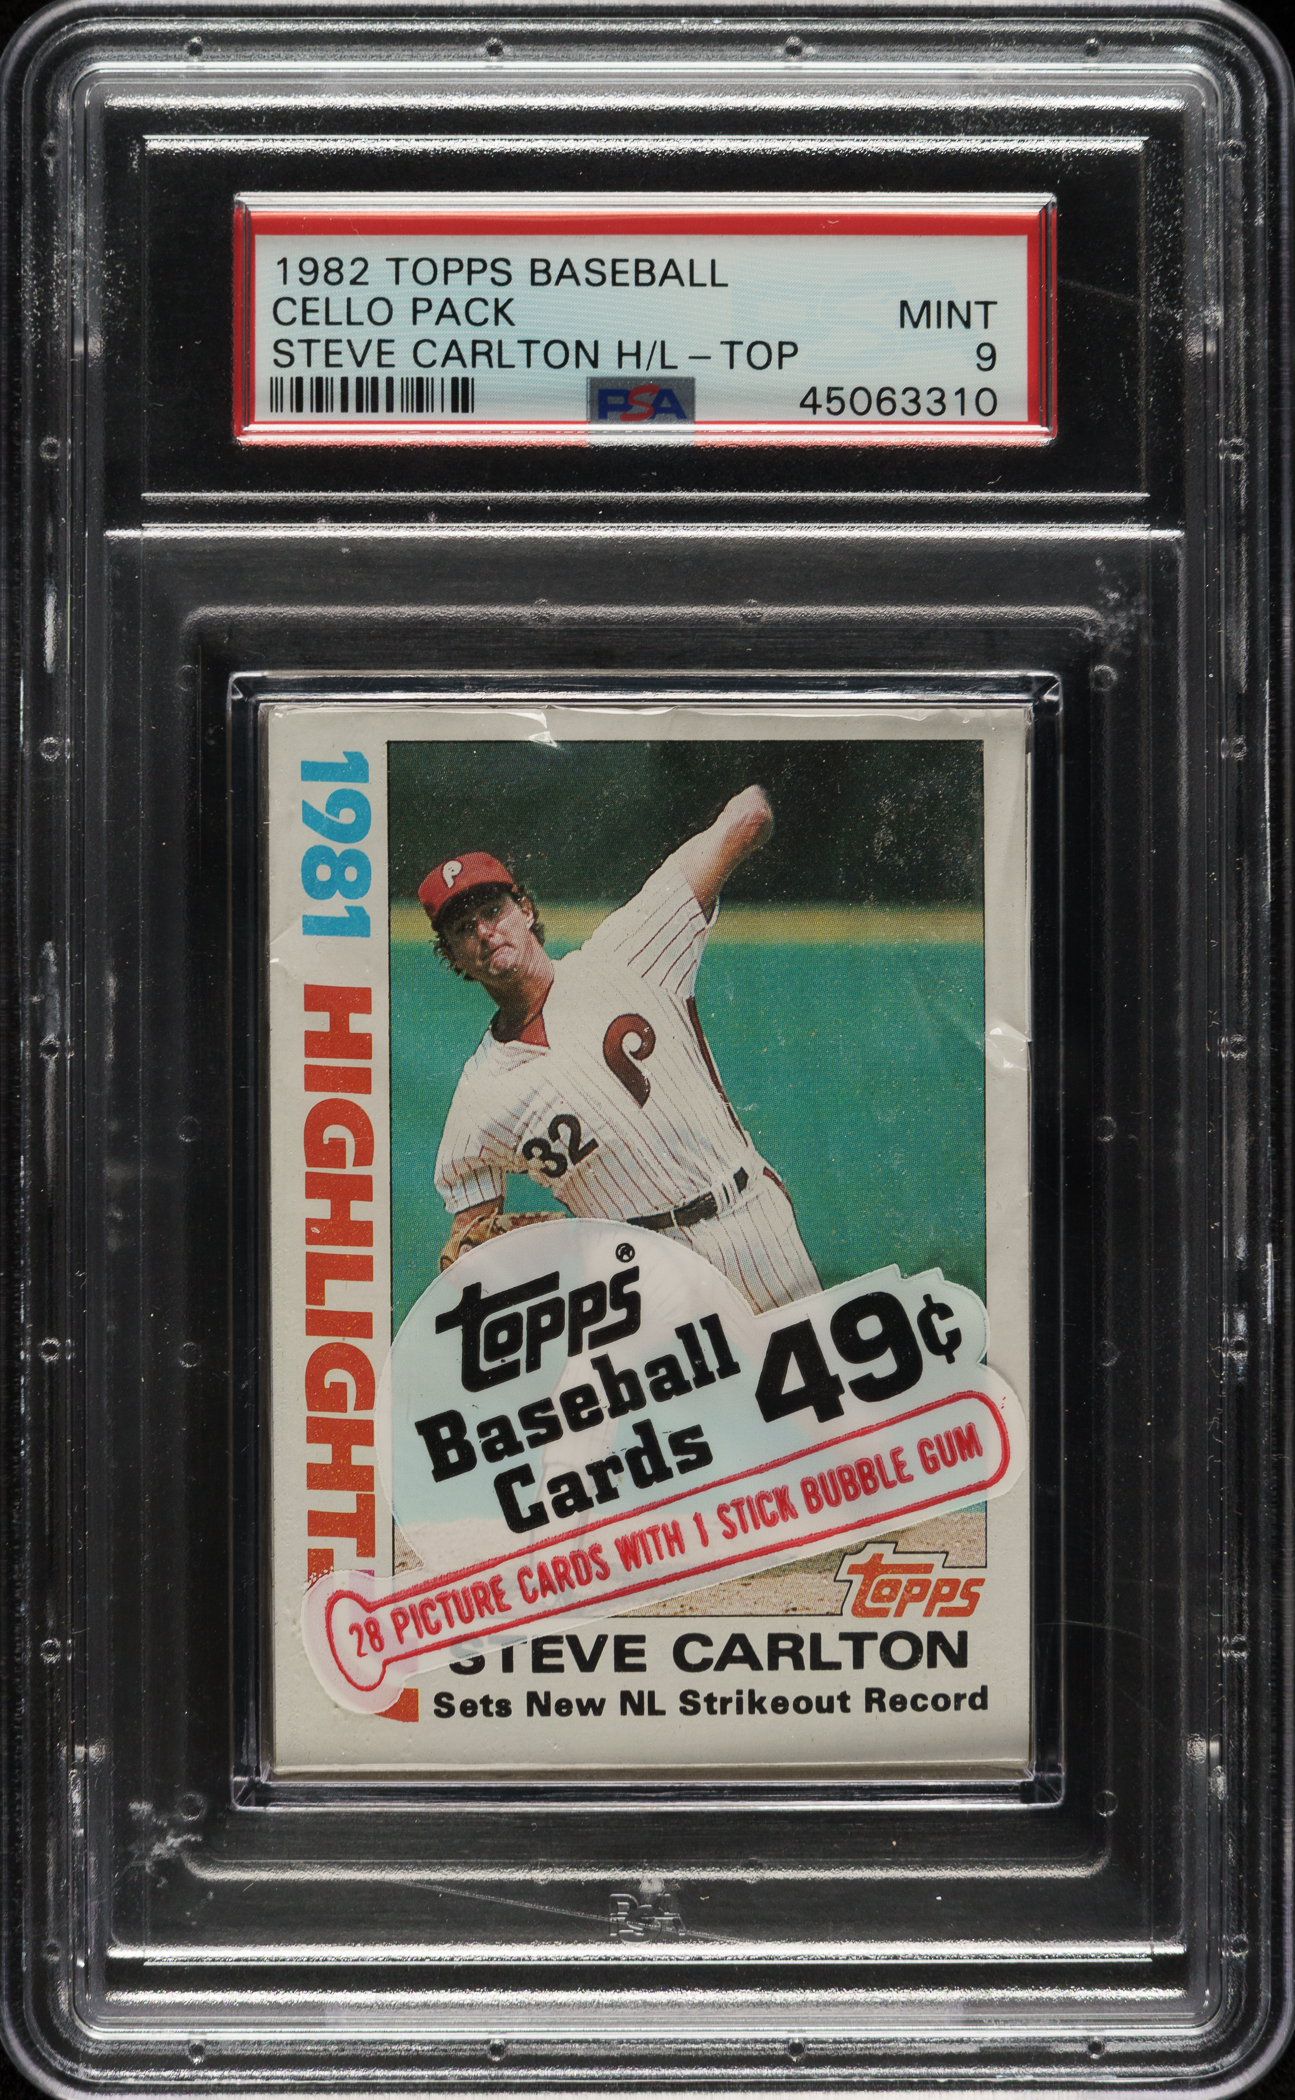 1982 TOPPS BASEBALL
CELLO PACK
MINT
STEVE CARLTON H/L - TOP
9
PSA
45063310
1981 HIGHLIGHT
P
P
32
Topps®
Baseball
Cards
49¢
28 PICTURE CARDS WITH 1 STICK BUBBLE GUM
Topps
STEVE CARLTON
Sets New NL Strikeout Record
PSA